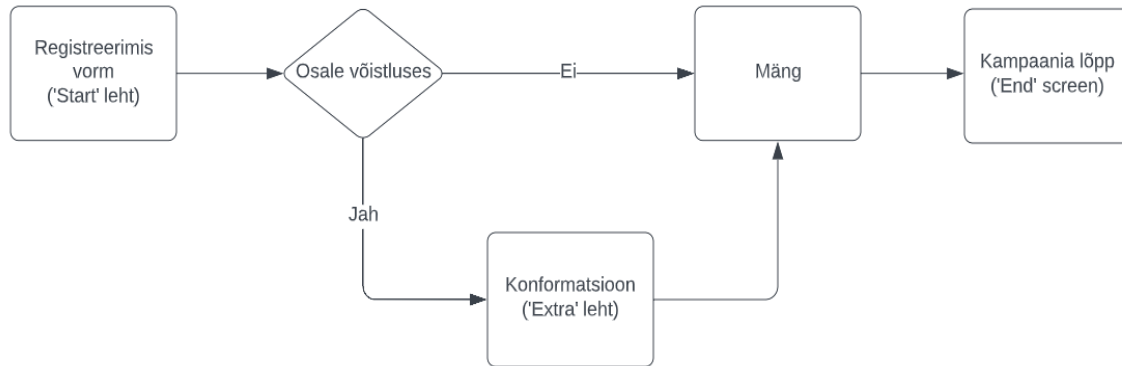 Registreerimis
vorm
('Start' leht)
Osale võistluses
Ei
Mäng
Kampaania lõpp
('End' screen)
Jah
Konformatsioon
('Extra' leht)